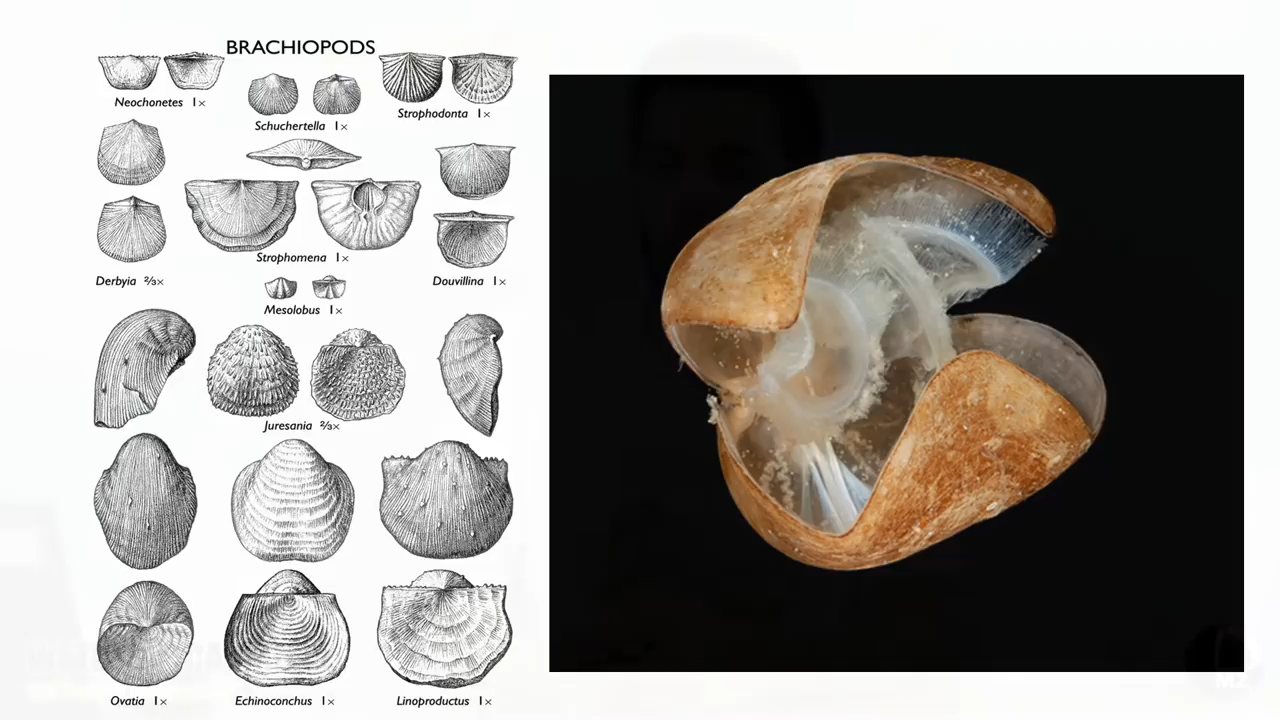 BRACHIOPODS
Neochonetes 1×
Schuchertella 1×
Strophodonta 1×
Strophomena 1×
Derbyia ⅔×
Douvillina 1×
Mesolobus 1×
Juresania ⅔×
Ovatia 1×
Echinoconchus 1×
Linoproductus 1×
MZ